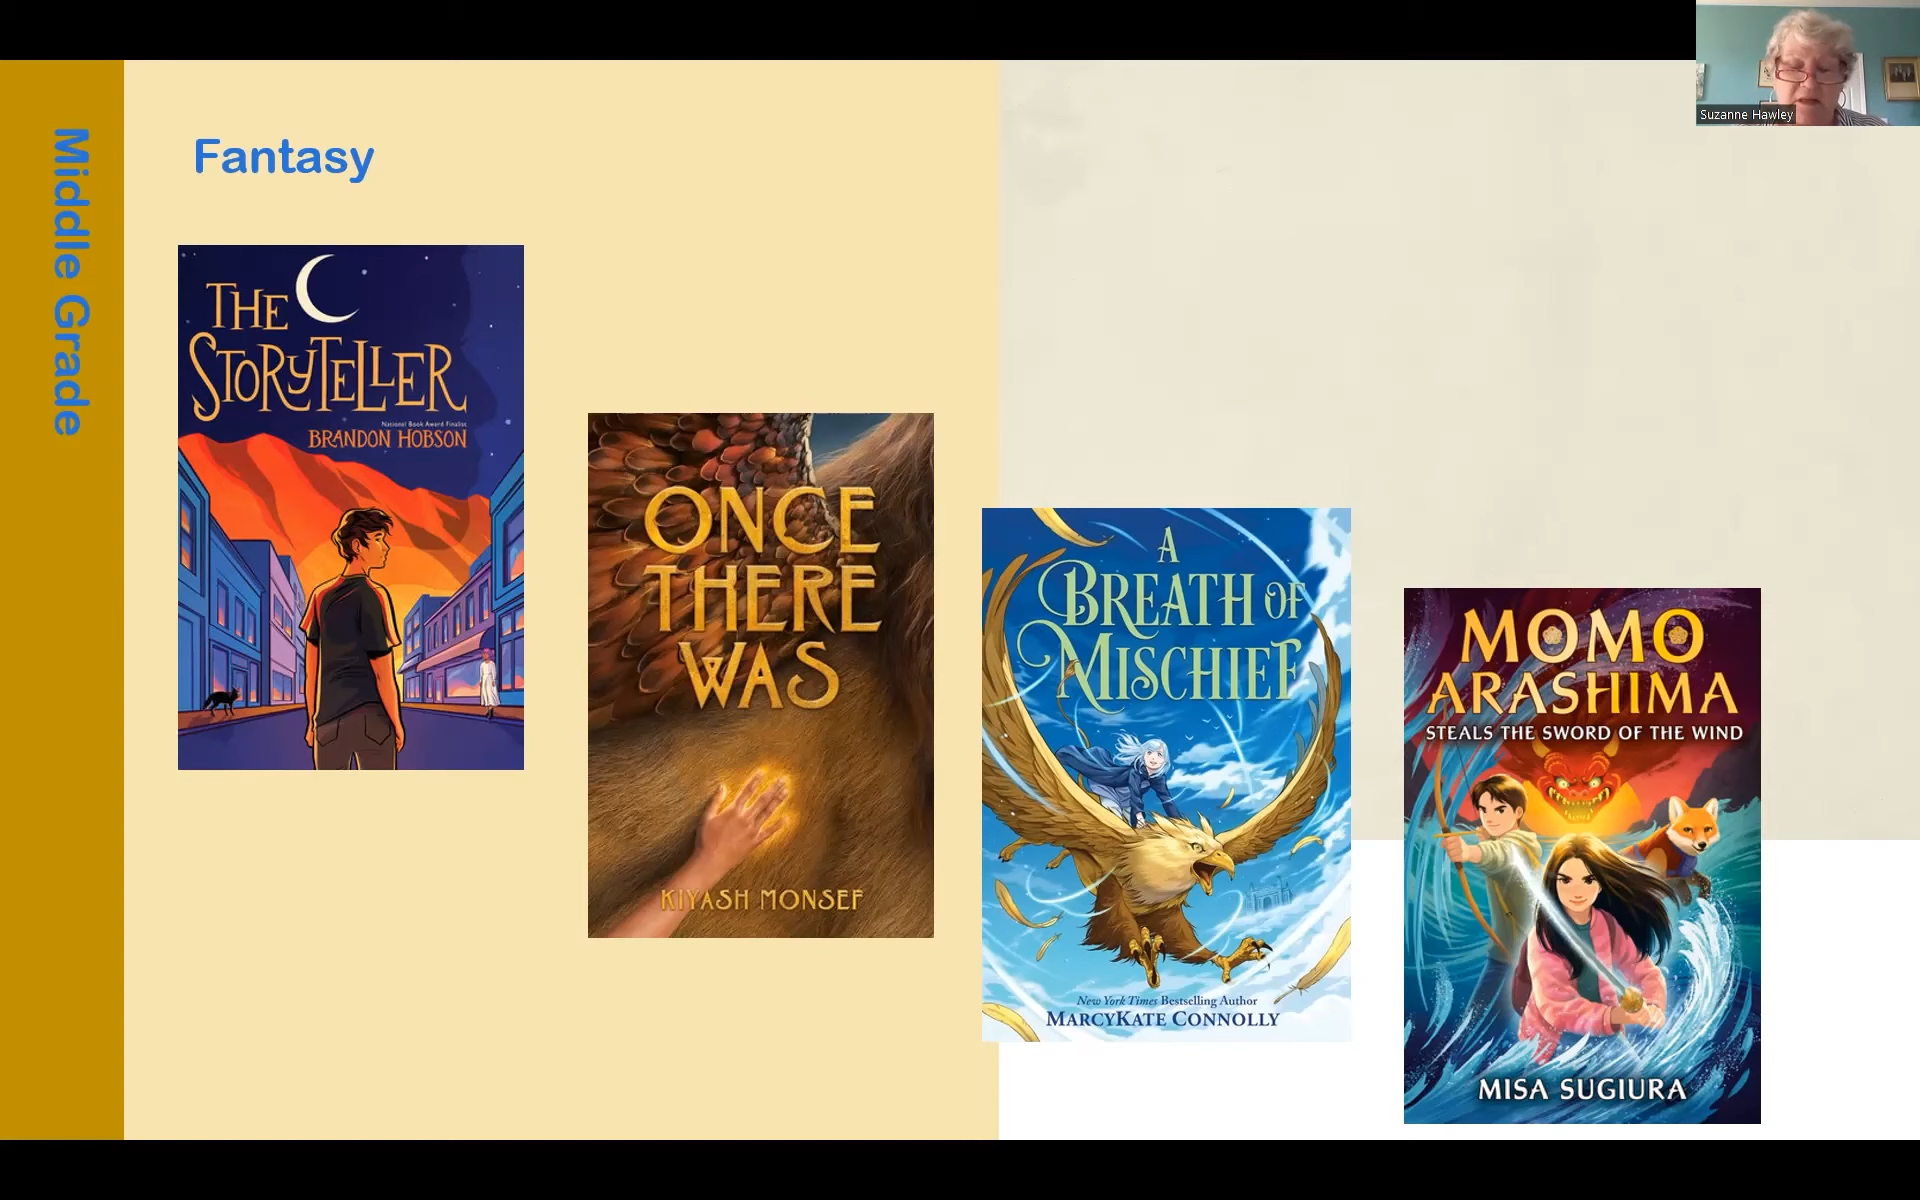 Suzanne Hawley
Middle Grade
Fantasy
THE
STORYTELLER
National Book Award Finalist
BRANDON HOBSON
ONCE
THERE
WAS
KIYASH MONSEF
A
BREATH OF
MISCHIEF
New York Times Bestselling Author
MARCYKATE CONNOLLY
MOMO
ARASHIMA
STEALS THE SWORD OF THE WIND
MISA SUGIURA